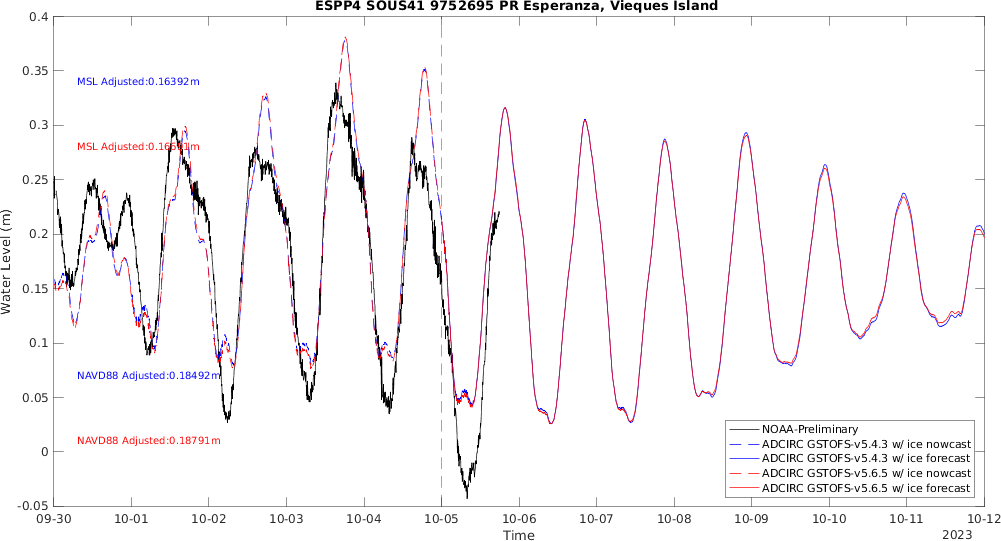 ESPP4 SOUS41 9752695 PR Esperanza, Vieques Island
0.4
0.35
0.3
0.25
0.2
0.15
0.1
0.05
0
-0.05
Water Level (m)
MSL Adjusted:0.16392m
MSL Adjusted:
NAVD88 Adjusted:0.18492m
NAVD88 Adjusted:0.18791m
NOAA-Preliminary
ADCIRC GSTOFS-v5.4.3 w/ ice nowcast
ADCIRC GSTOFS-v5.4.3 w/ ice forecast
ADCIRC GSTOFS-v5.6.5 w/ ice nowcast
ADCIRC GSTOFS-v5.6.5 w/ ice forecast
09-30 10-01 10-02 10-03 10-04 10-05 10-06 10-07 10-08 10-09 10-10 10-11 10-12
Time
2023